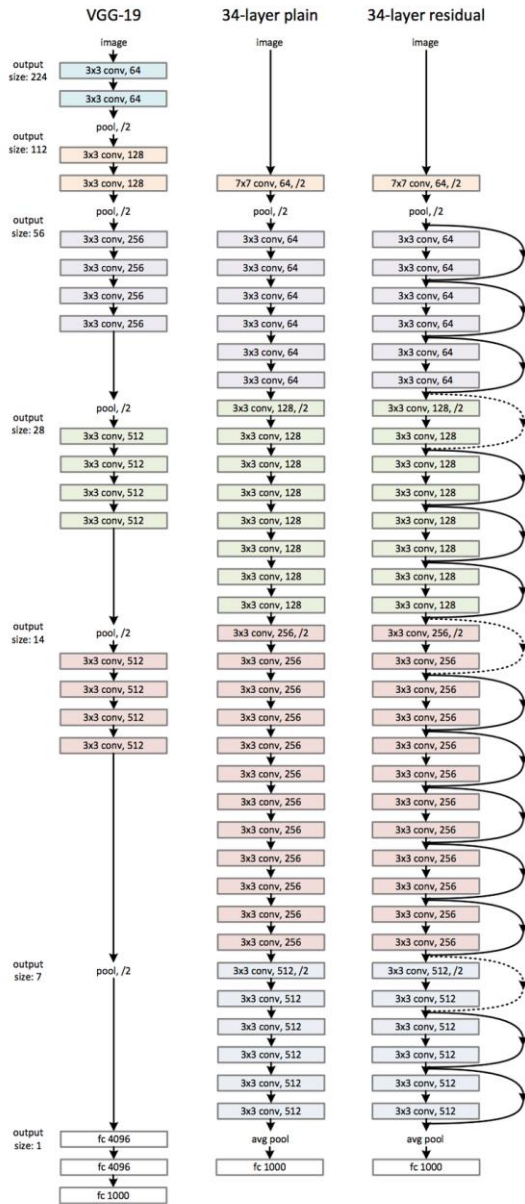 output
size: 224
output
size: 112
output
size: 56
output
size: 28
output
size: 14
output
size: 7
output
size: 1
VGG-19
image
3x3 conv, 64
3x3 conv, 64
pool, /2
3x3 conv, 128
3x3 conv, 128
pool, /2
3x3 conv, 256
3x3 conv, 256
3x3 conv, 256
3x3 conv, 256
pool, /2
3x3 conv, 512
3x3 conv, 512
3x3 conv, 512
3x3 conv, 512
pool, /2
3x3 conv, 512
3x3 conv, 512
3x3 conv, 512
3x3 conv, 512
pool, /2
fc 4096
fc 4096
fc 1000
34-layer plain
image
7x7 conv, 64, /2
pool, /2
3x3 conv, 64
3x3 conv, 64
3x3 conv, 64
3x3 conv, 64
3x3 conv, 64
3x3 conv, 64
3x3 conv, 128, /2
3x3 conv, 128
3x3 conv, 128
3x3 conv, 128
3x3 conv, 128
3x3 conv, 128
3x3 conv, 128
3x3 conv, 128
3x3 conv, 256, /2
3x3 conv, 256
3x3 conv, 256
3x3 conv, 256
3x3 conv, 256
3x3 conv, 256
3x3 conv, 256
3x3 conv, 256
3x3 conv, 256
3x3 conv, 256
3x3 conv, 256
3x3 conv, 256
3x3 conv, 512, /2
3x3 conv, 512
3x3 conv, 512
3x3 conv, 512
3x3 conv, 512
3x3 conv, 512
avg pool
fc 1000
34-layer residual
image
7x7 conv, 64, /2
pool, /2
3x3 conv, 64
3x3 conv, 64
3x3 conv, 64
3x3 conv, 64
3x3 conv, 64
3x3 conv, 64
3x3 conv, 128, /2
3x3 conv, 128
3x3 conv, 128
3x3 conv, 128
3x3 conv, 128
3x3 conv, 128
3x3 conv, 128
3x3 conv, 128
3x3 conv, 256, /2
3x3 conv, 256
3x3 conv, 256
3x3 conv, 256
3x3 conv, 256
3x3 conv, 256
3x3 conv, 256
3x3 conv, 256
3x3 conv, 256
3x3 conv, 256
3x3 conv, 256
3x3 conv, 256
3x3 conv, 512, /2
3x3 conv, 512
3x3 conv, 512
3x3 conv, 512
3x3 conv, 512
3x3 conv, 512
avg pool
fc 1000